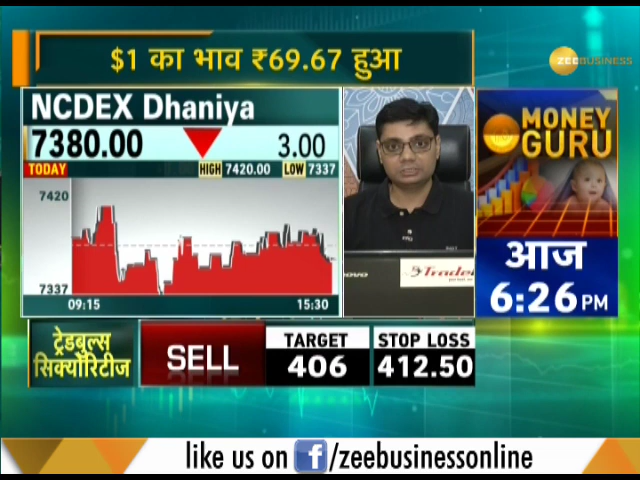 $1 का भाव ₹69.67 हुआ
ZEEBUSINESS
NCDEX Dhaniya
7380.00 3.00
TODAY HIGH 7420.00 LOW 7337
7420
7337
09:15 15:30
MONEY
GURU
आज
6:26 PM
ट्रेडबुल्स
सिक्योरिटीज
SELL
TARGET
406
STOP LOSS
412.50
like us on f/zeebusinessonline